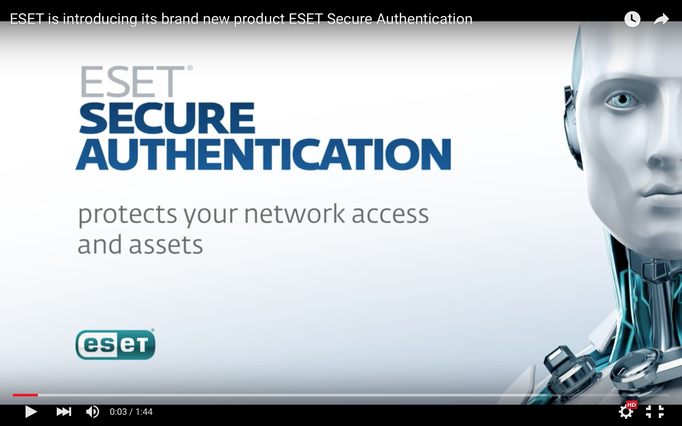 ESET is introducing its brand new product ESET Secure Authentication
ESET®
SECURE
AUTHENTICATION
protects your network access
and assets
eset®
0:03 / 1:44
HD